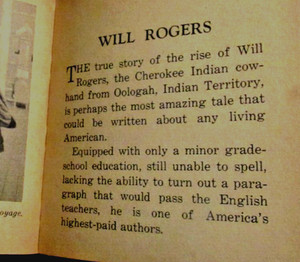 WILL ROGERS
THE true story of the rise of Will
Rogers, the Cherokee Indian cow-
hand from Oologah, Indian Territory,
is perhaps the most amazing tale that
could be written about any living
American.
Equipped with only a minor grade-
school education, still unable to spell,
lacking the ability to turn out a para-
graph that would pass the English
teachers, he is one of America's
highest-paid authors.
oyage.